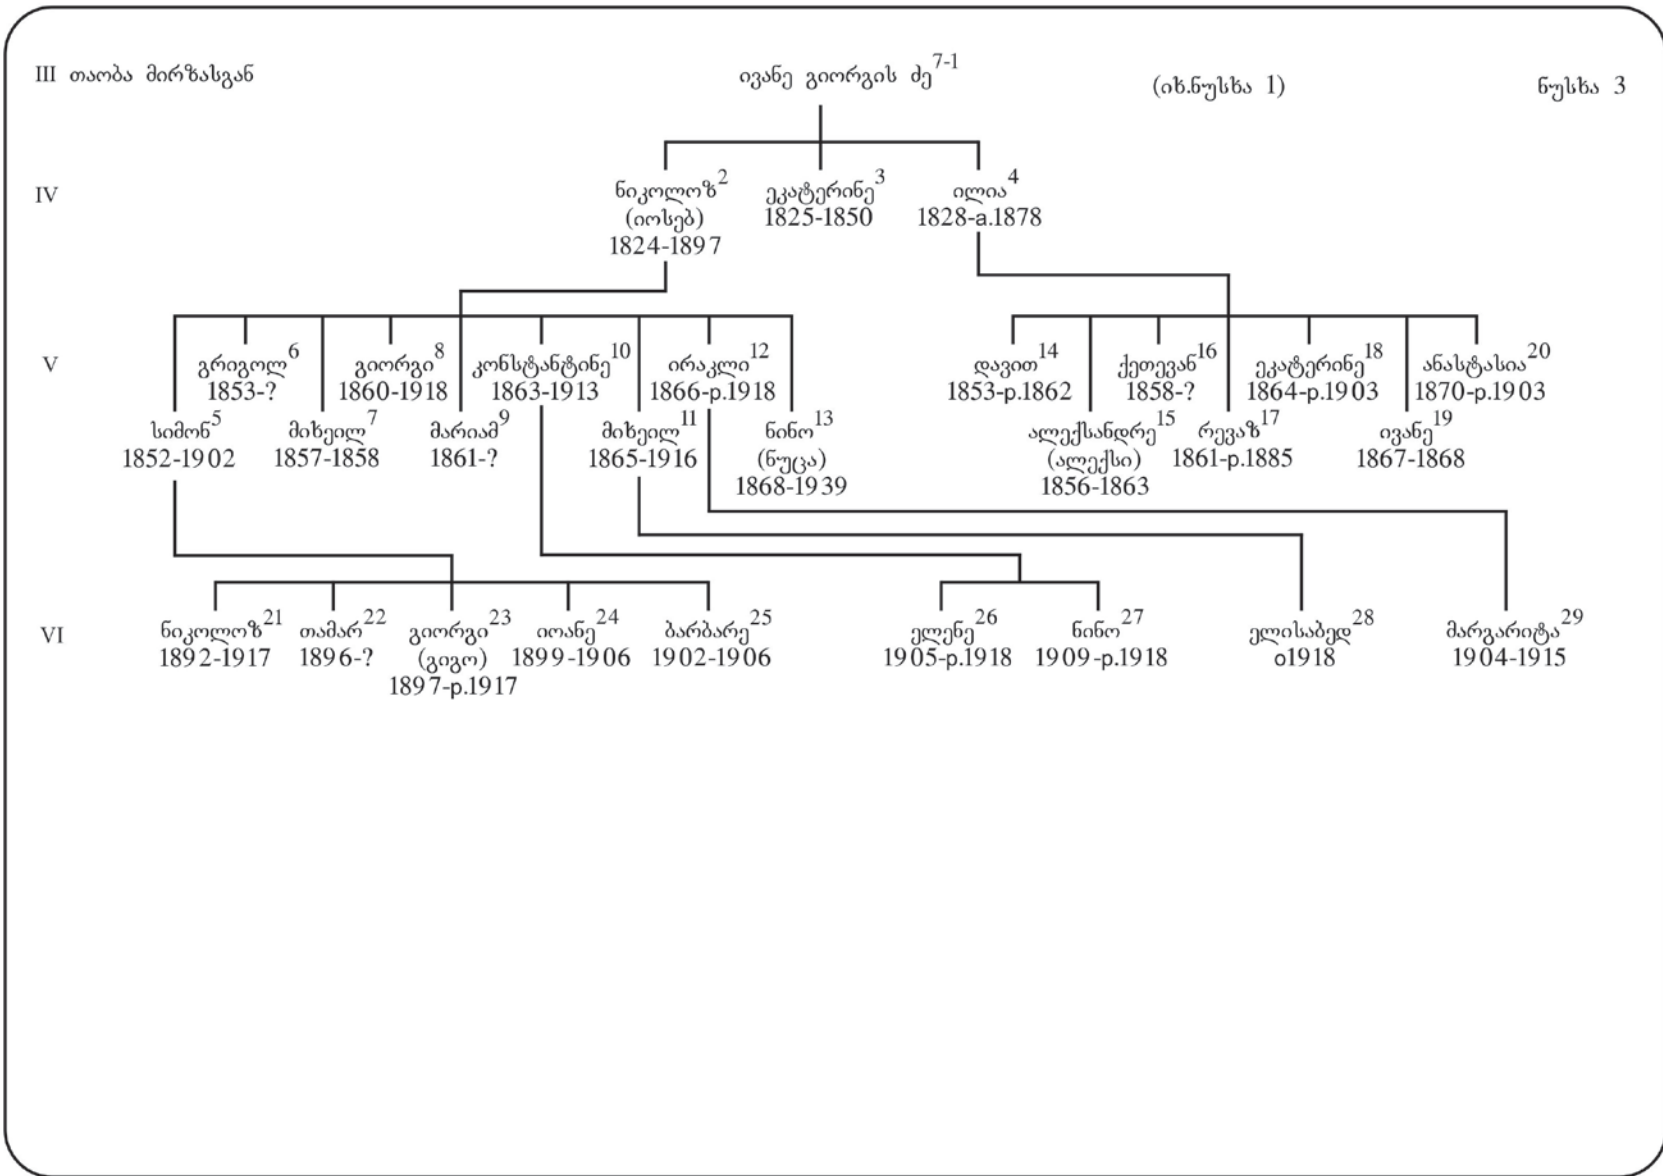 III თაობა მირზასგან ივანე გიორგის ძე7-1 (იხ.ნუსხა 1) ნუსხა 3
IV ნიკოლოზ2 ეკატერინე3 ილია4
(იოსებ) 1825-1850 1828-a.1878
1824-1897
V გრიგოლ6 გიორგი8 კონსტანტინე10 ირაკლი12 დავით14 ქეთევან16 ეკატერინე18 ანასტასია20
1853-? 1860-1918 1863-1913 1866-p.1918 1853-p.1862 1858-? 1864-p.1903 1870-p.1903
სიმონ5 მიხეილ7 მარიამ9 მიხეილ11 ნინო13 ალექსანდრე15 რევაზ17 ივანე19
1852-1902 1857-1858 1861-? 1865-1916 (ნუცა) (ალექსი) 1861-p.1885 1867-1868
1868-1939 1856-1863
VI ნიკოლოზ21 თამარ22 გიორგი23 იოანე24 ბარბარე25 ელენე26 ნინო27 ელისაბედ28 მარგარიტა29
1892-1917 1896-? (გიგო) 1899-1906 1902-1906 1905-p.1918 1909-p.1918 o1918 1904-1915
1897-p.1917